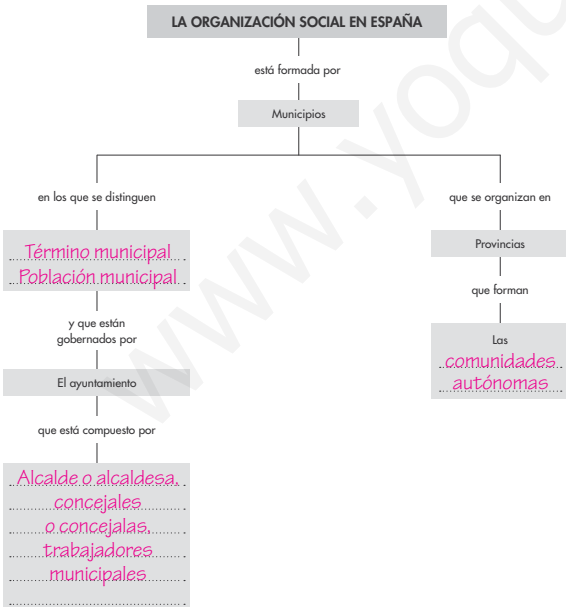 LA ORGANIZACIÓN SOCIAL EN ESPAÑA
está formada por
Municipios
en los que se distinguen
Término municipal
Población municipal
y que están
gobernados por
El ayuntamiento
que está compuesto por
Alcalde o alcaldesa,
concejales
o concejalas,
trabajadores
municipales
que se organizan en
Provincias
que forman
Las
comunidades
autónomas
www.yoqu